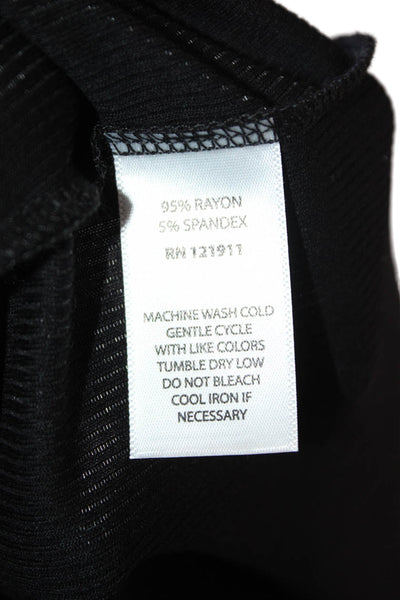 95% RAYON
5% SPANDEX
RN 121911
MACHINE WASH COLD
GENTLE CYCLE
WITH LIKE COLORS
TUMBLE DRY LOW
DO NOT BLEACH
COOL IRON IF
NECESSARY